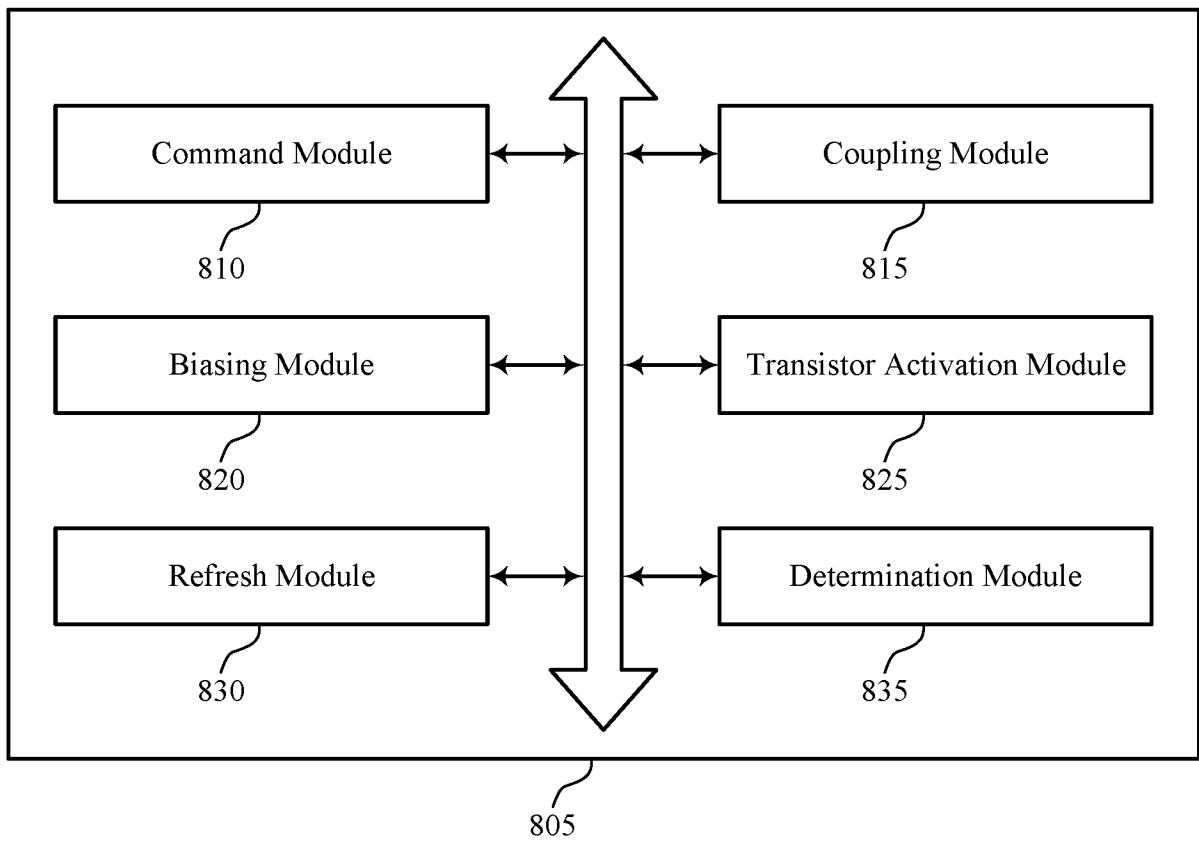 Command Module
Coupling Module
810
815
Biasing Module
Transistor Activation Module
820
825
Refresh Module
Determination Module
830
835
805